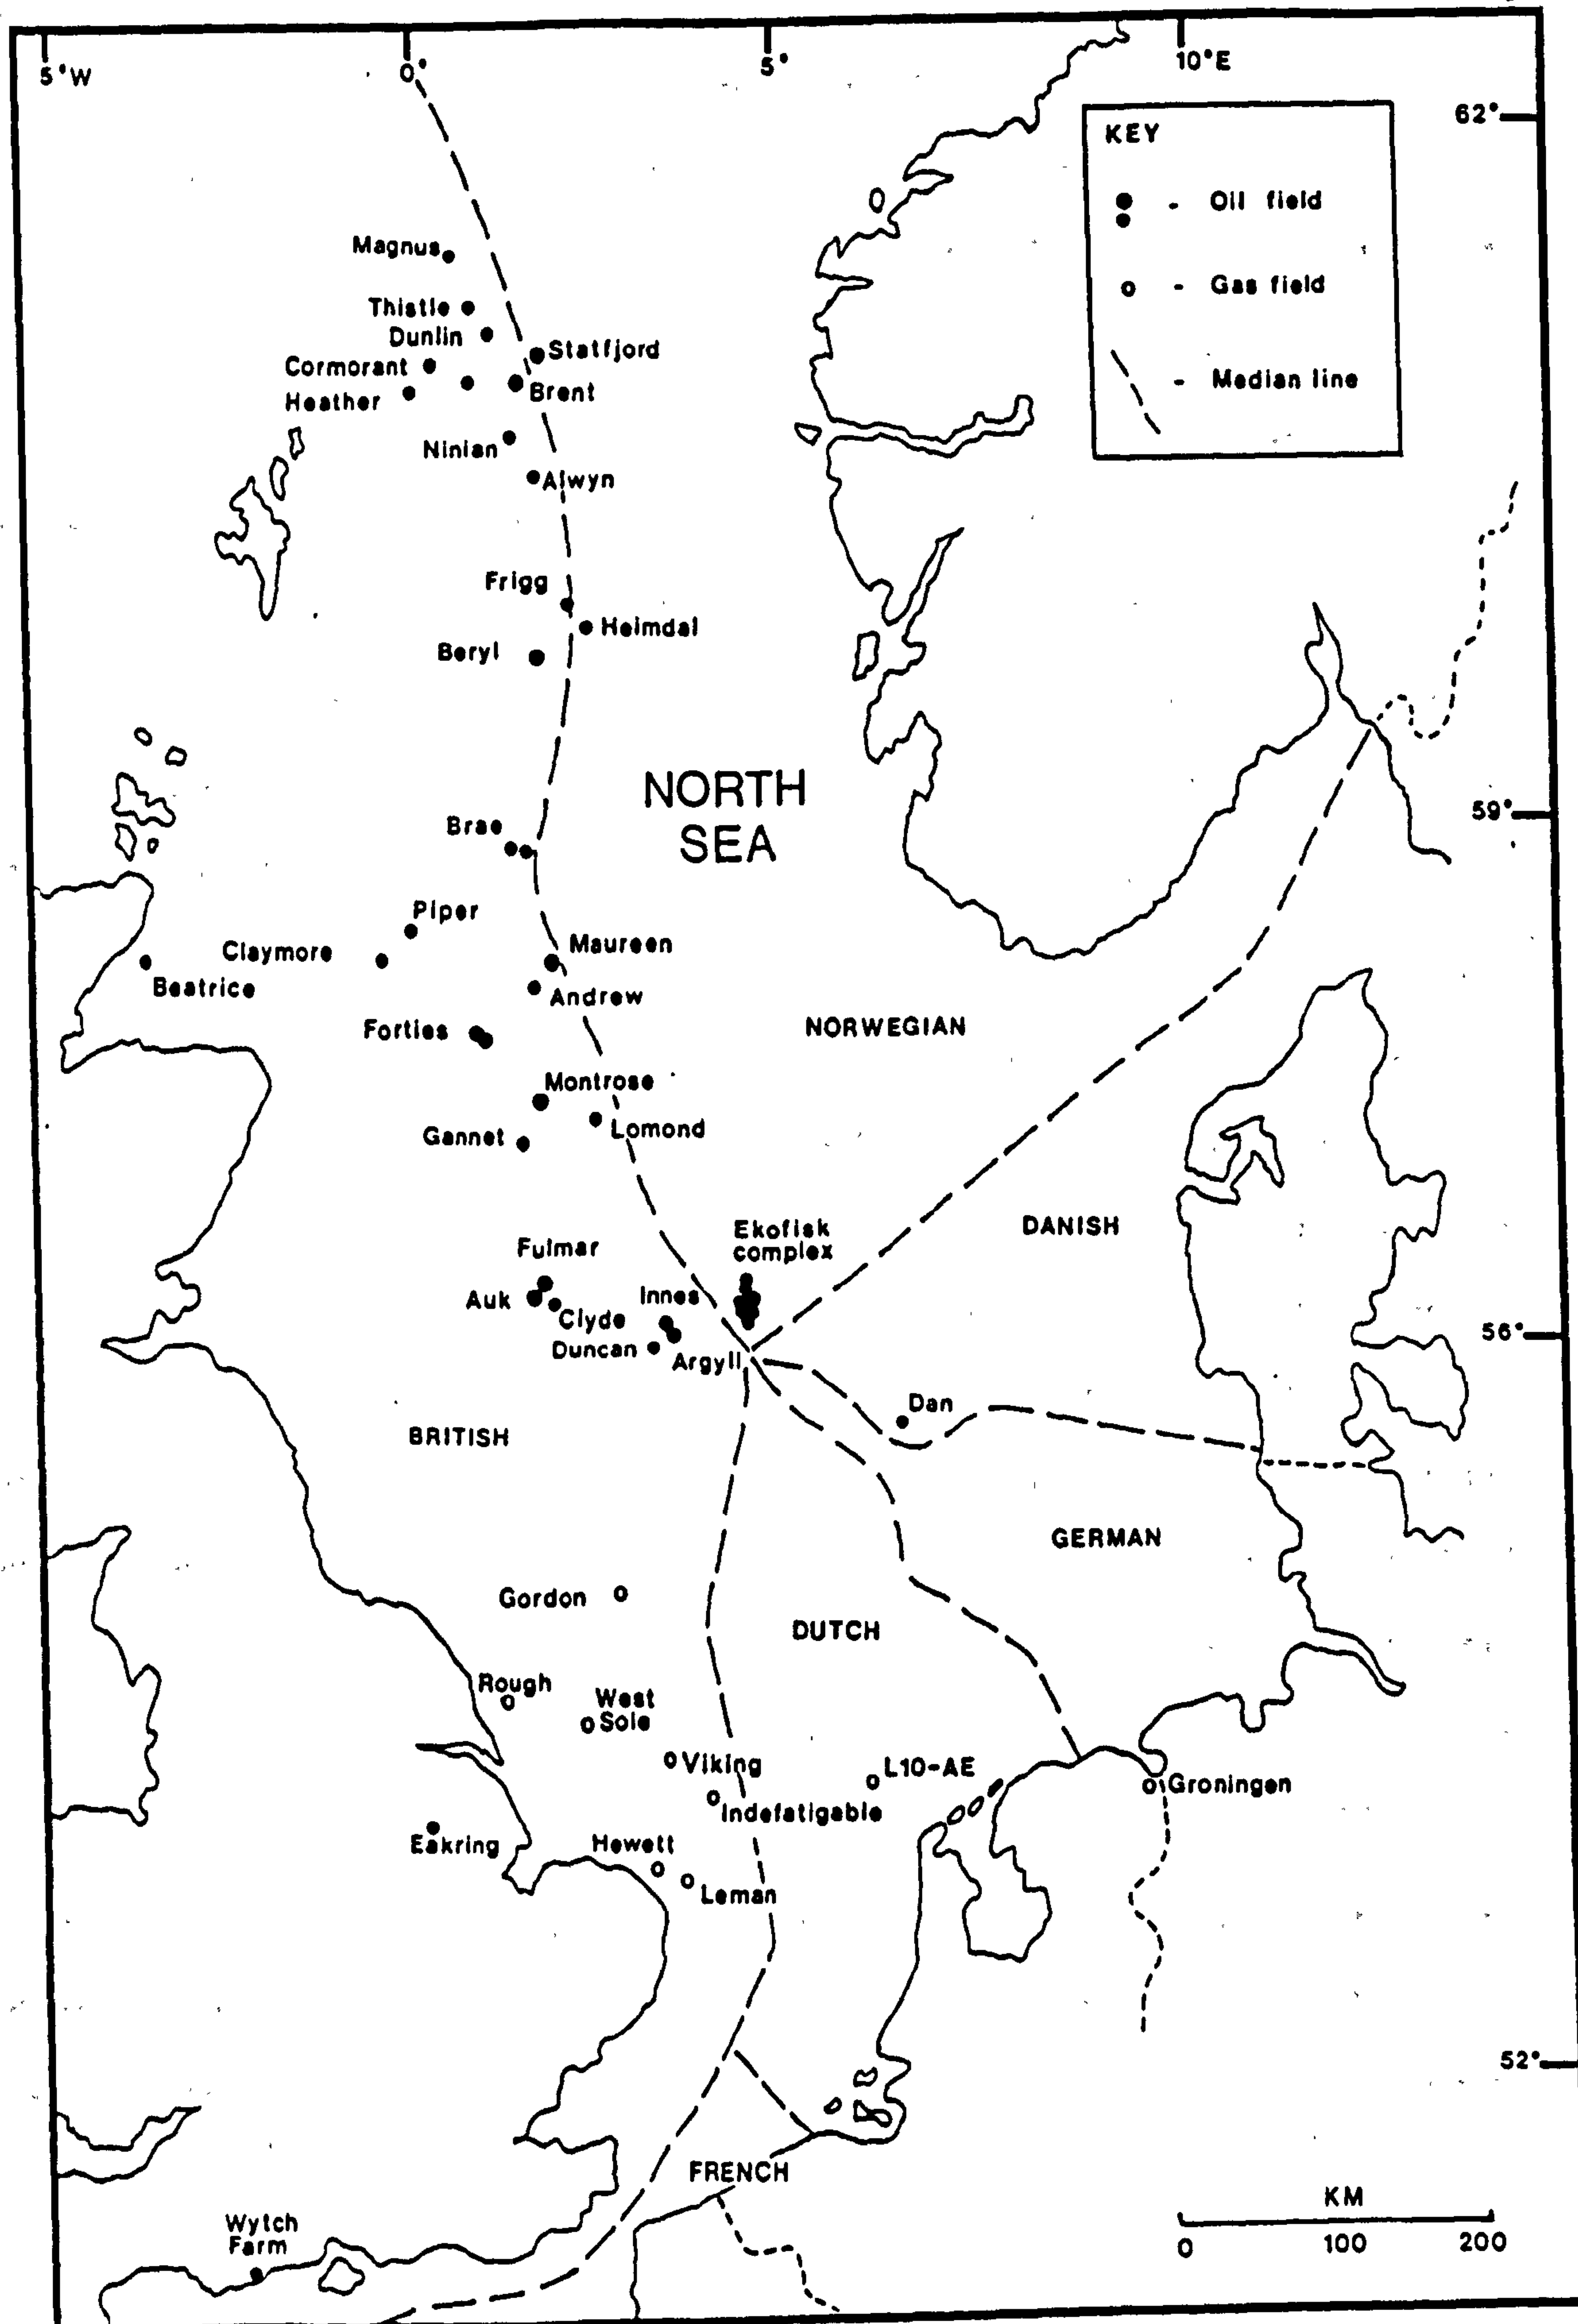 5°W
0°
5°
10°E
62°
KEY
- Oil field
- Gas field
- Median line
Magnus
Thistle
Dunlin
Statfjord
Cormorant
Brent
Heather
Ninian
Alwyn
Frigg
Heimdal
Beryl
NORTH
SEA
59°
Brae
Piper
Claymore
Maureen
Beatrice
Andrew
Forties
NORWEGIAN
Montrose
Lomond
Gannet
DANISH
Ekofisk
complex
Fulmar
Innes
Auk
Clyde
Duncan
Argyll
56°
Dan
BRITISH
GERMAN
Gordon
DUTCH
Rough
West
Sole
Viking
L10-AE
Groningen
Indefatigable
Eakring
Hewett
Leman
52°
FRENCH
Wytch
Farm
KM
0 100 200